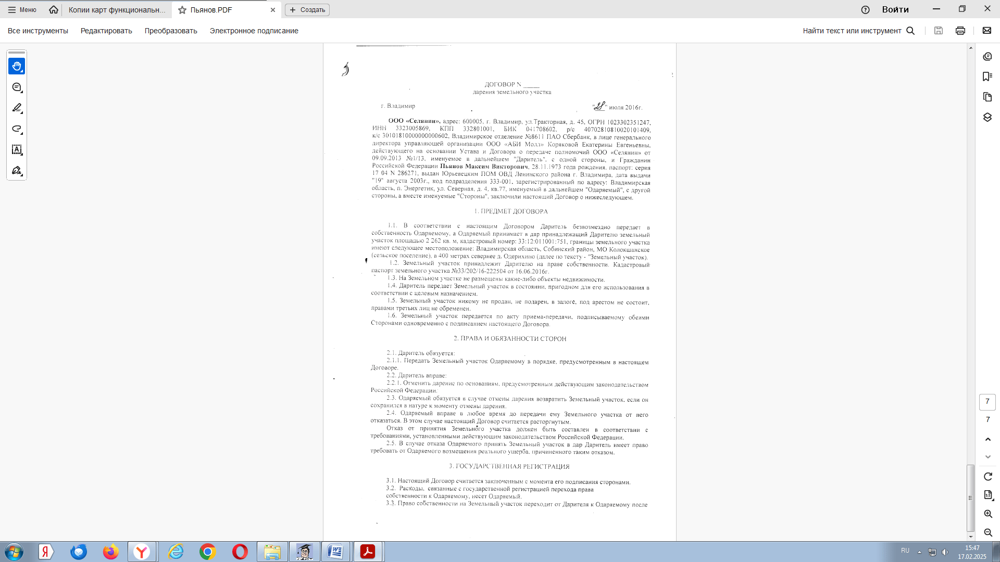 Меню
Копии карт функциональн...
Пьянов.PDF
Создать
Войти
Все инструменты
Редактировать
Преобразовать
Электронное подписание
Найти текст или инструмент
ДОГОВОР N _____
дарения земельного участка
г. Владимир
"28" июля 2016г.
ООО «Селянин», адрес: 600005, г. Владимир, ул.Тракторная, д. 45, ОГРН 1023302351247,
ИНН 3323005869, КПП 332801001, БИК 041708602, р/с 40702810810020101409,
к/с 30101810000000000602, Владимирское отделение №8611 ПАО Сбербанк, в лице генерального
директора управляющей организации ООО «АБИ Молл» Коряковой Екатерины Евгеньевны,
действующего на основании Устава и Договора о передаче полномочий ООО «Селянин» от
09.09.2013 №1/13, именуемое в дальнейшем "Даритель", с одной стороны, и Гражданин
Российской Федерации Пьянов Максим Викторович, 28.11.1973 года рождения, паспорт: серия
17 04 N 286271, выдан Юрьевецким ПОМ ОВД Ленинского района г. Владимира, дата выдачи
"19" августа 2003г., код подразделения 333-001, зарегистрированный по адресу: Владимирская
область, п. Энергетик, ул. Северная, д. 4, кв.77, именуемый в дальнейшем "Одаряемый", с другой
стороны, а вместе именуемые "Стороны", заключили настоящий Договор о нижеследующем.
1. ПРЕДМЕТ ДОГОВОРА
1.1. В соответствии с настоящим Договором Даритель безвозмездно передает в
собственность Одаряемому, а Одаряемый принимает в дар принадлежащий Дарителю земельный
участок площадью 2 262 кв. м, кадастровый номер: 33:12:011001:751, границы земельного участка
имеют следующее местоположение: Владимирская область, Собинский район, МО Колокшанское
(сельское поселение), в 400 метрах севернее д. Одерихино (далее по тексту - "Земельный участок).
1.2. Земельный участок принадлежит Дарителю на праве собственности. Кадастровый
паспорт земельного участка №33/202/16-222504 от 16.06.2016г.
1.3. На Земельном участке не размещены какие-либо объекты недвижимости.
1.4. Даритель передает Земельный участок в состоянии, пригодном для его использования в
соответствии с целевым назначением.
1.5. Земельный участок никому не продан, не подарен, в залоге, под арестом не состоит,
правами третьих лиц не обременен.
1.6. Земельный участок передается по акту приема-передачи, подписываемому обеими
Сторонами одновременно с подписанием настоящего Договора.
2. ПРАВА И ОБЯЗАННОСТИ СТОРОН
2.1. Даритель обязуется:
2.1.1. Передать Земельный участок Одаряемому в порядке, предусмотренным в настоящем
Договоре.
2.2. Даритель вправе:
2.2.1. Отменить дарение по основаниям, предусмотренным действующим законодательством
Российской Федерации.
2.3. Одаряемый обязуется в случае отмены дарения возвратить Земельный участок, если он
сохранился в натуре к моменту отмены дарения.
2.4. Одаряемый вправе в любое время до передачи ему Земельного участка от него
отказаться. В этом случае настоящий Договор считается расторгнутым.
Отказ от принятия Земельного участка должен быть составлен в соответствии с
требованиями, установленными действующим законодательством Российской Федерации.
2.5. В случае отказа Одаряемого принять Земельный участок в дар Даритель имеет право
требовать от Одаряемого возмещения реального ущерба, причиненного таким отказом.
3. ГОСУДАРСТВЕННАЯ РЕГИСТРАЦИЯ
3.1. Настоящий Договор считается заключенным с момента его подписания сторонами.
3.2. Расходы, связанные с государственной регистрацией перехода права
собственности к Одаряемому, несет Одаряемый.
3.3. Право собственности на Земельный участок переходит от Дарителя к Одаряемому после
7
7
RU
15:47
17.02.2025